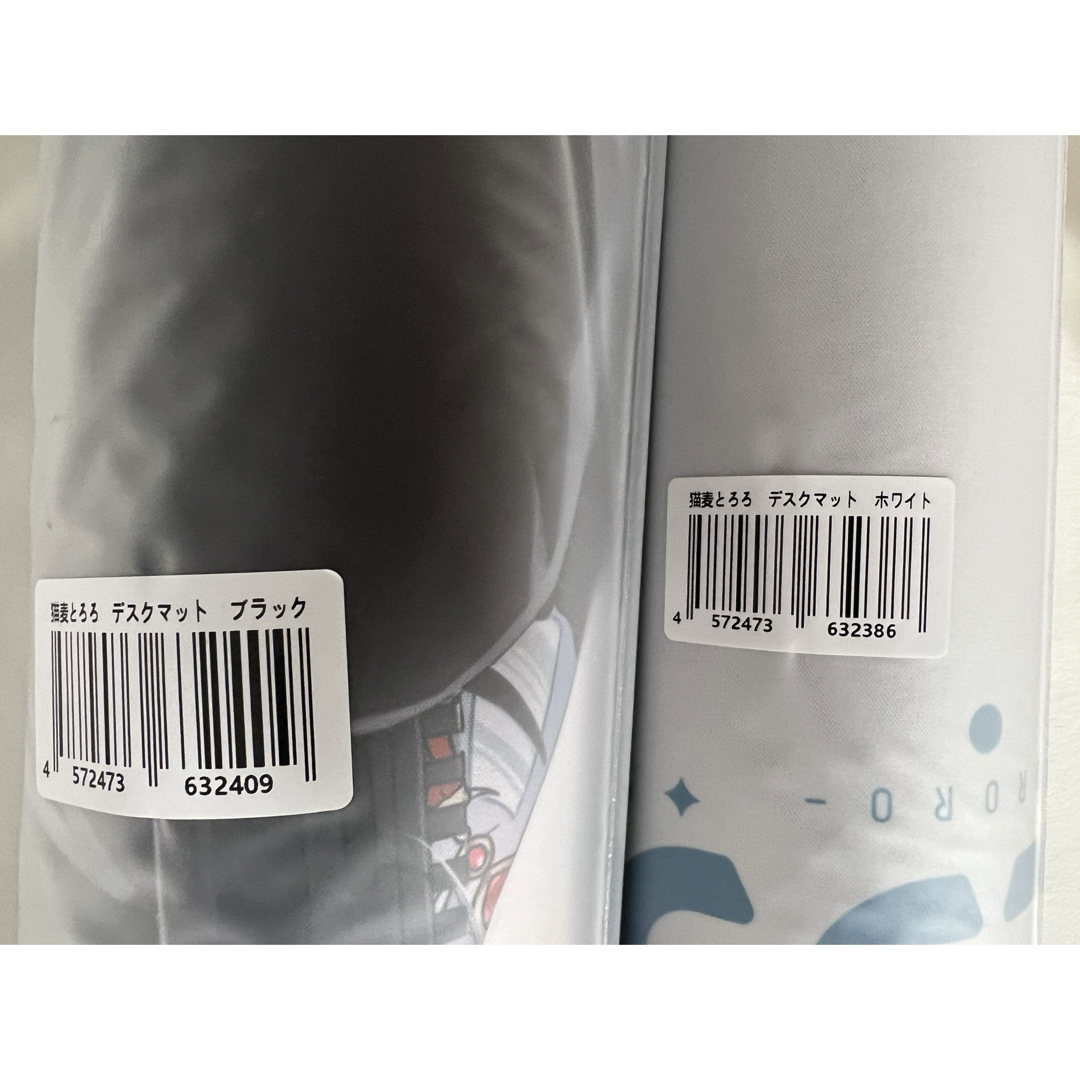 猫麦とろろ　デスクマット　ブラック
4 572473 632409
猫麦とろろ　デスクマット　ホワイト
4 572473 632386
RORO -